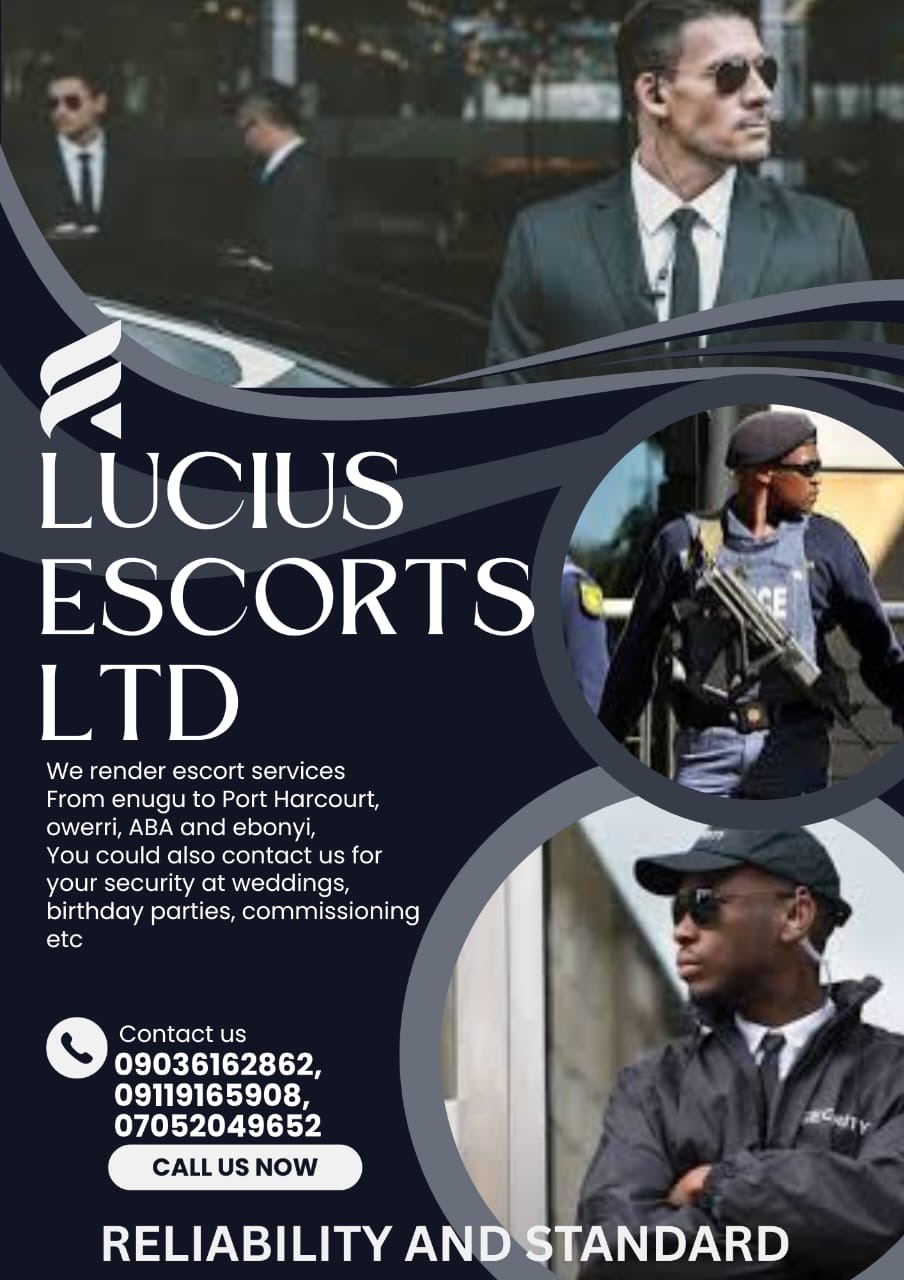 LUCIUS
ESCORTS
LTD
We render escort services
From enugu to Port Harcourt,
owerri, ABA and ebonyi,
You could also contact us for
your security at weddings,
birthday parties, commissioning
etc
Contact us
09036162862,
09119165908,
07052049652
CALL US NOW
RELIABILITY AND STANDARD